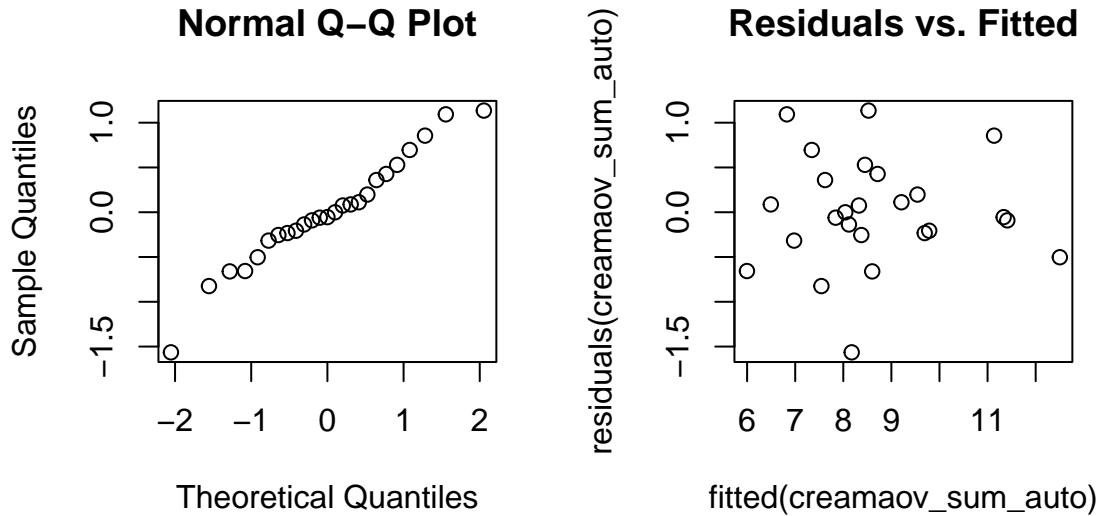 Normal Q−Q Plot
Sample Quantiles
1.0
0.0
−1.5
−2 −1 0 1 2
Theoretical Quantiles
Residuals vs. Fitted
residuals(creamaov_sum_auto)
1.0
0.0
−1.5
6 7 8 9 11
fitted(creamaov_sum_auto)